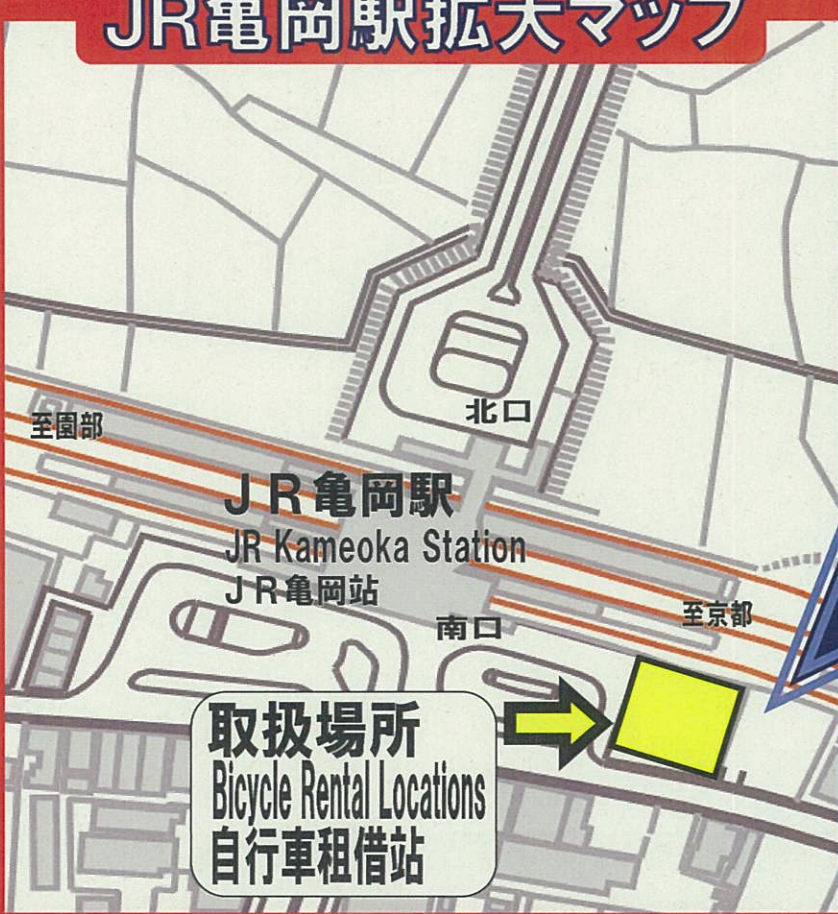 JR亀岡駅拡大マップ
北口
至園部
JR亀岡駅
JR Kameoka Station
JR亀岡站
至京都
南口
取扱場所
Bicycle Rental Locations
自行車租借站